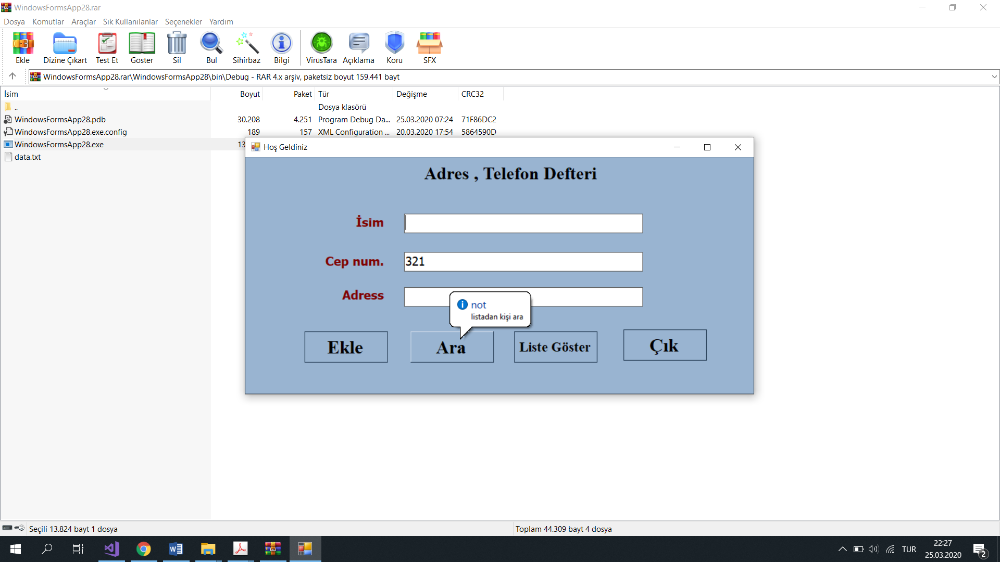 WindowsFormsApp28.rar
Dosya Komutlar Araçlar Sık Kullanılanlar Seçenekler Yardım
Ekle Dizine Çıkart Test Et Göster Sil Bul Sihirbaz Bilgi VirüsTara Açıklama Koru SFX
WindowsFormsApp28.rar\WindowsFormsApp28\bin\Debug - RAR 4.x arşiv, paketsiz boyut 159.441 bayt
İsim Boyut Paket Tür Değişme CRC32
.. Dosya klasörü
WindowsFormsApp28.pdb 30.208 4.251 Program Debug Da... 25.03.2020 07:24 71F86DC2
WindowsFormsApp28.exe.config 189 157 XML Configuration ... 20.03.2020 17:54 5864590D
WindowsFormsApp28.exe 13
data.txt
Hoş Geldiniz
Adres , Telefon Defteri
İsim
Cep num. 321
Adress
not
listadan kişi ara
Ekle Ara Liste Göster Çık
Seçili 13.824 bayt 1 dosya Toplam 44.309 bayt 4 dosya
TUR 22:27
25.03.2020 2